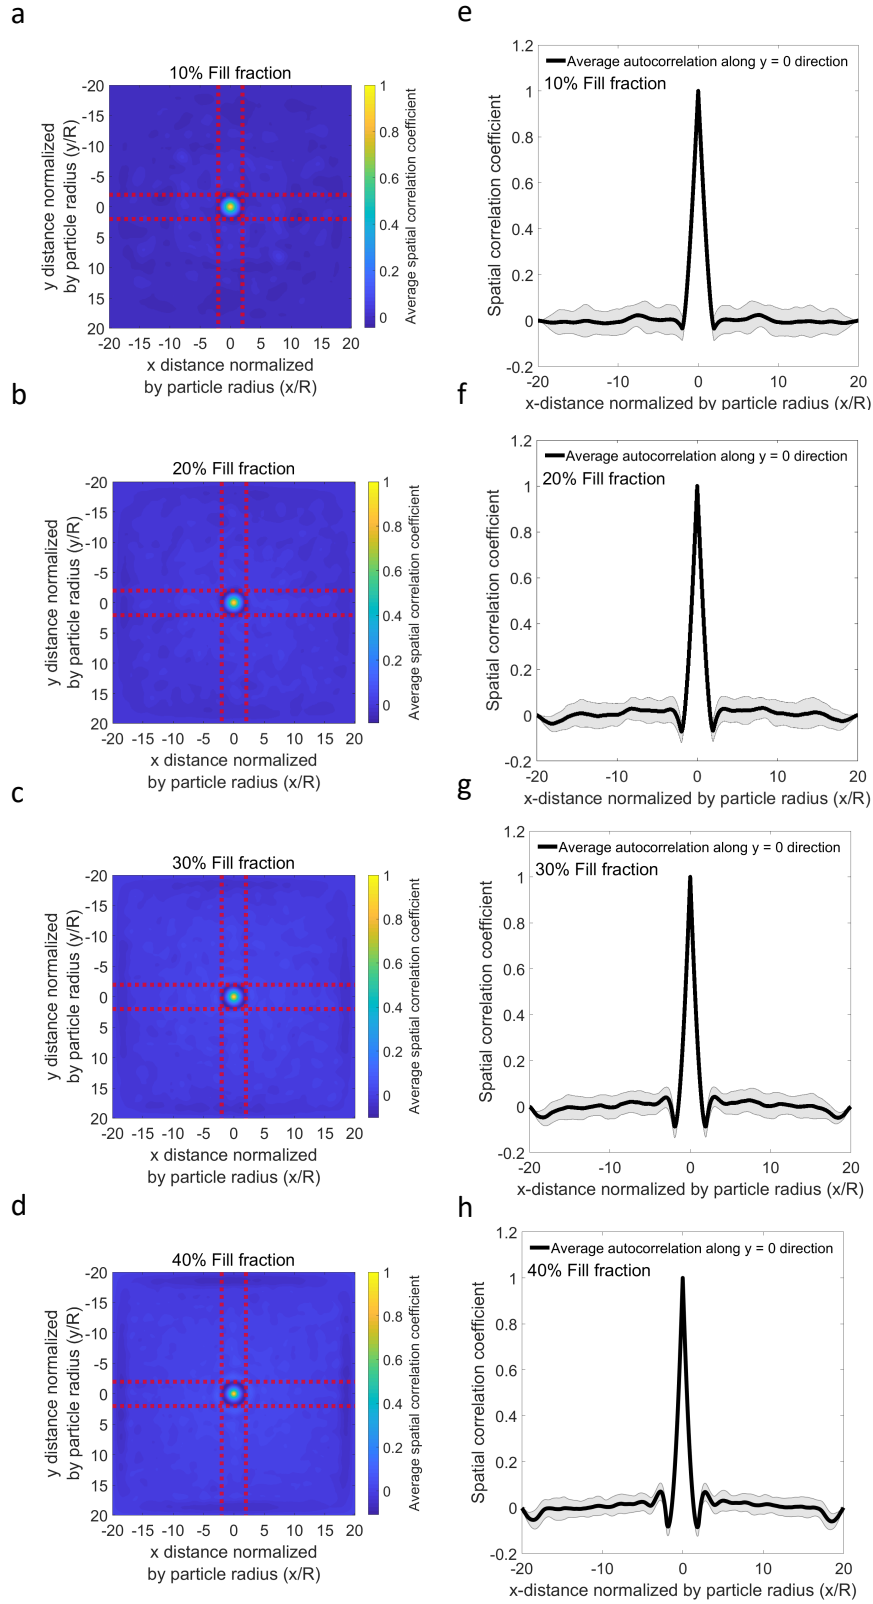 a
10% Fill fraction
-20
-15
-10
-5
0
5
10
15
20
-20 -15 -10 -5 0 5 10 15 20
y distance normalized
by particle radius (y/R)
x distance normalized
by particle radius (x/R)
1
0.8
0.6
0.4
0.2
0
Average spatial correlation coefficient
e
1.2
1
0.8
0.6
0.4
0.2
0
-0.2
-20 -10 0 10 20
Spatial correlation coefficient
Average autocorrelation along y = 0 direction
10% Fill fraction
x-distance normalized by particle radius (x/R)
b
20% Fill fraction
-20
-15
-10
-5
0
5
10
15
20
-20 -15 -10 -5 0 5 10 15 20
y distance normalized
by particle radius (y/R)
x distance normalized
by particle radius (x/R)
1
0.8
0.6
0.4
0.2
0
Average spatial correlation coefficient
f
1.2
1
0.8
0.6
0.4
0.2
0
-0.2
-20 -10 0 10 20
Spatial correlation coefficient
Average autocorrelation along y = 0 direction
20% Fill fraction
x-distance normalized by particle radius (x/R)
c
30% Fill fraction
-20
-15
-10
-5
0
5
10
15
20
-20 -15 -10 -5 0 5 10 15 20
y distance normalized
by particle radius (y/R)
x distance normalized
by particle radius (x/R)
1
0.8
0.6
0.4
0.2
0
Average spatial correlation coefficient
g
1.2
1
0.8
0.6
0.4
0.2
0
-0.2
-20 -10 0 10 20
Spatial correlation coefficient
Average autocorrelation along y = 0 direction
30% Fill fraction
x-distance normalized by particle radius (x/R)
d
40% Fill fraction
-20
-15
-10
-5
0
5
10
15
20
-20 -15 -10 -5 0 5 10 15 20
y distance normalized
by particle radius (y/R)
x distance normalized
by particle radius (x/R)
1
0.8
0.6
0.4
0.2
0
Average spatial correlation coefficient
h
1.2
1
0.8
0.6
0.4
0.2
0
-0.2
-20 -10 0 10 20
Spatial correlation coefficient
Average autocorrelation along y = 0 direction
40% Fill fraction
x-distance normalized by particle radius (x/R)